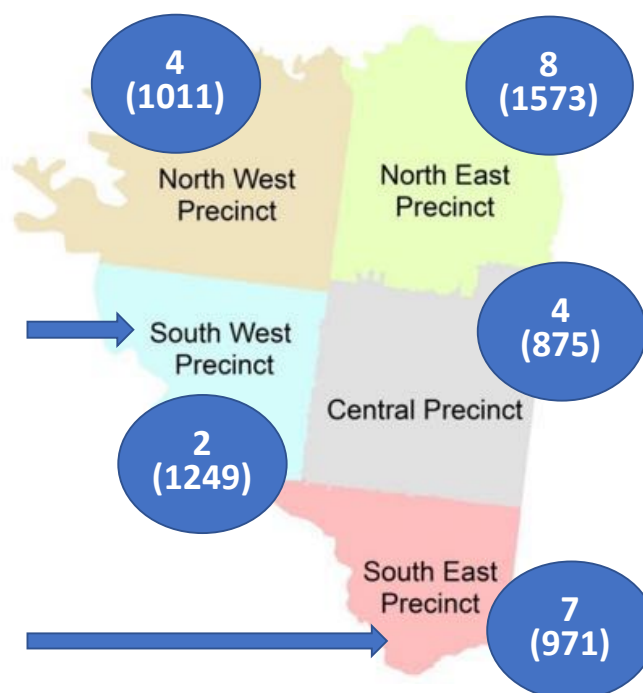 4
(1011)
8
(1573)
North West
Precinct
North East
Precinct
4
(875)
South West
Precinct
Central Precinct
2
(1249)
South East
Precinct
7
(971)